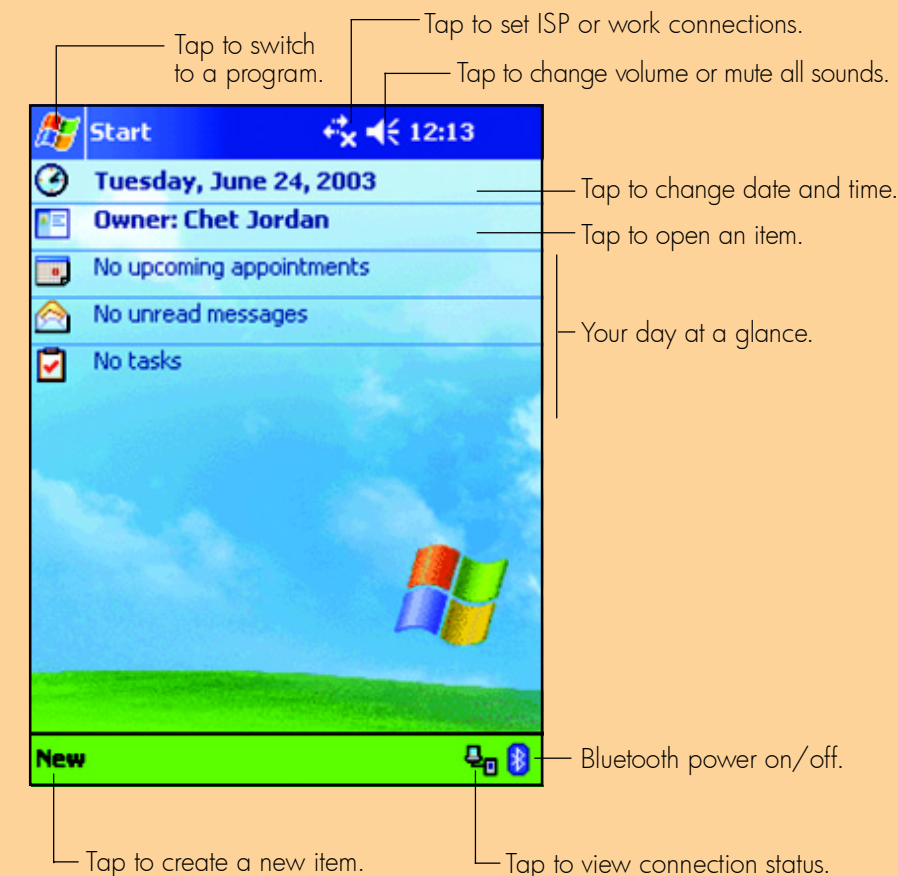 Tap to set ISP or work connections.
Tap to switch
to a program.
Tap to change volume or mute all sounds.
Start 12:13
Tuesday, June 24, 2003
Tap to change date and time.
Owner: Chet Jordan
Tap to open an item.
No upcoming appointments
No unread messages
Your day at a glance.
No tasks
New
Bluetooth power on/off.
Tap to create a new item.
Tap to view connection status.